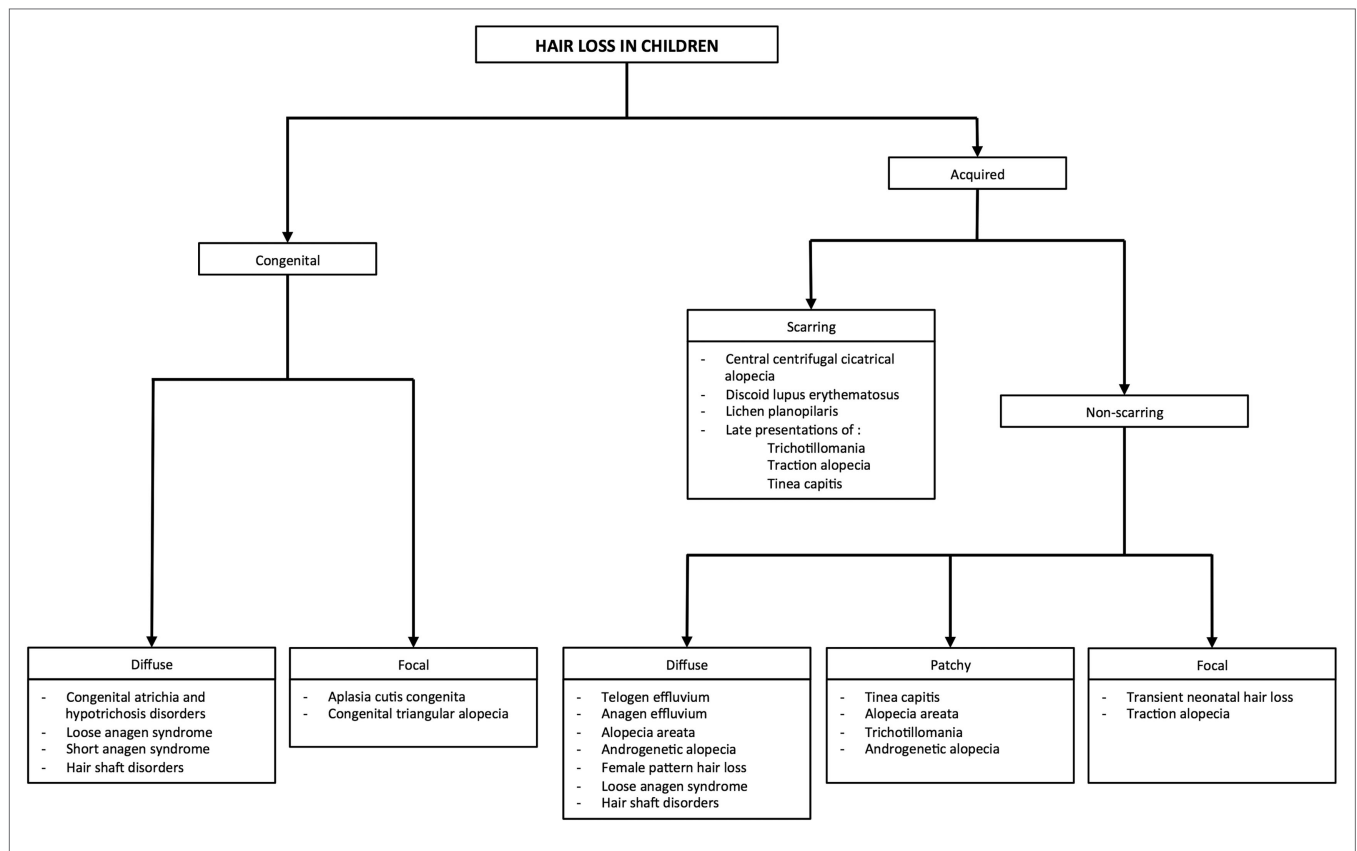 HAIR LOSS IN CHILDREN
Acquired
Congenital
Scarring
- Central centrifugal cicatrical
alopecia
- Discoid lupus erythematosus
- Lichen planopilaris
- Late presentations of :
Trichotillomania
Traction alopecia
Tinea capitis
Non-scarring
Diffuse
- Congenital atrichia and
hypotrichosis disorders
- Loose anagen syndrome
- Short anagen syndrome
- Hair shaft disorders
Focal
- Aplasia cutis congenita
- Congenital triangular alopecia
Diffuse
- Telogen effluvium
- Anagen effluvium
- Alopecia areata
- Androgenetic alopecia
- Female pattern hair loss
- Loose anagen syndrome
- Hair shaft disorders
Patchy
- Tinea capitis
- Alopecia areata
- Trichotillomania
- Androgenetic alopecia
Focal
- Transient neonatal hair loss
- Traction alopecia